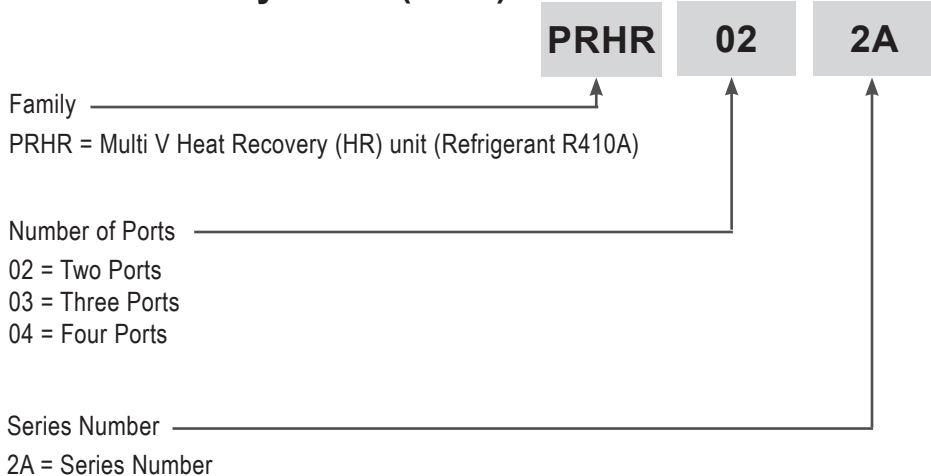 PRHR 02 2A
Family
PRHR = Multi V Heat Recovery (HR) unit (Refrigerant R410A)
Number of Ports
02 = Two Ports
03 = Three Ports
04 = Four Ports
Series Number
2A = Series Number